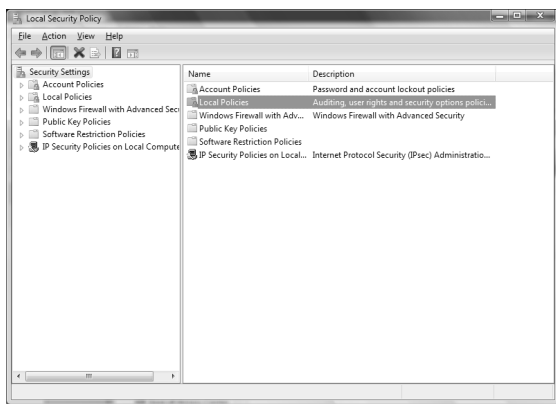 Local Security Policy
File Action View Help
Security Settings
Account Policies
Local Policies
Windows Firewall with Advanced Secu
Public Key Policies
Software Restriction Policies
IP Security Policies on Local Compute
Name Description
Account Policies Password and account lockout policies
Local Policies Auditing, user rights and security options polici...
Windows Firewall with Adv... Windows Firewall with Advanced Security
Public Key Policies
Software Restriction Policies
IP Security Policies on Local... Internet Protocol Security (IPsec) Administratio...